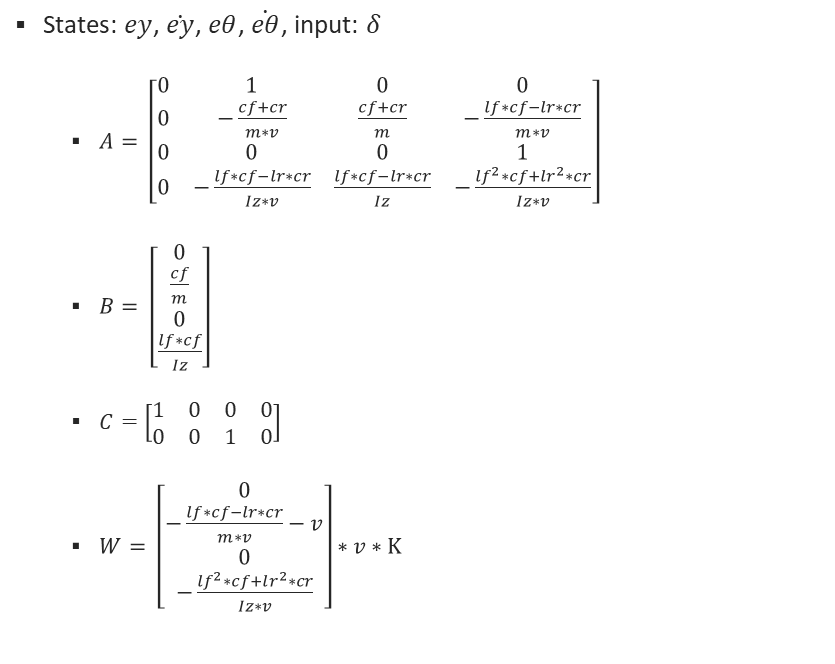 ▪ States: ey, ėy, eθ, ėθ, input: δ
▪ A = [0 1 0 0
0 −(cf+cr)/(m∗v) (cf+cr)/m −(lf∗cf−lr∗cr)/(m∗v)
0 0 0 1
0 −(lf∗cf−lr∗cr)/(Iz∗v) (lf∗cf−lr∗cr)/Iz −(lf²∗cf+lr²∗cr)/(Iz∗v)]
▪ B = [0
cf/m
0
(lf∗cf)/Iz]
▪ C = [1 0 0 0
0 0 1 0]
▪ W = [0
−(lf∗cf−lr∗cr)/(m∗v) − v
0
−(lf²∗cf+lr²∗cr)/(Iz∗v)] ∗ v ∗ K